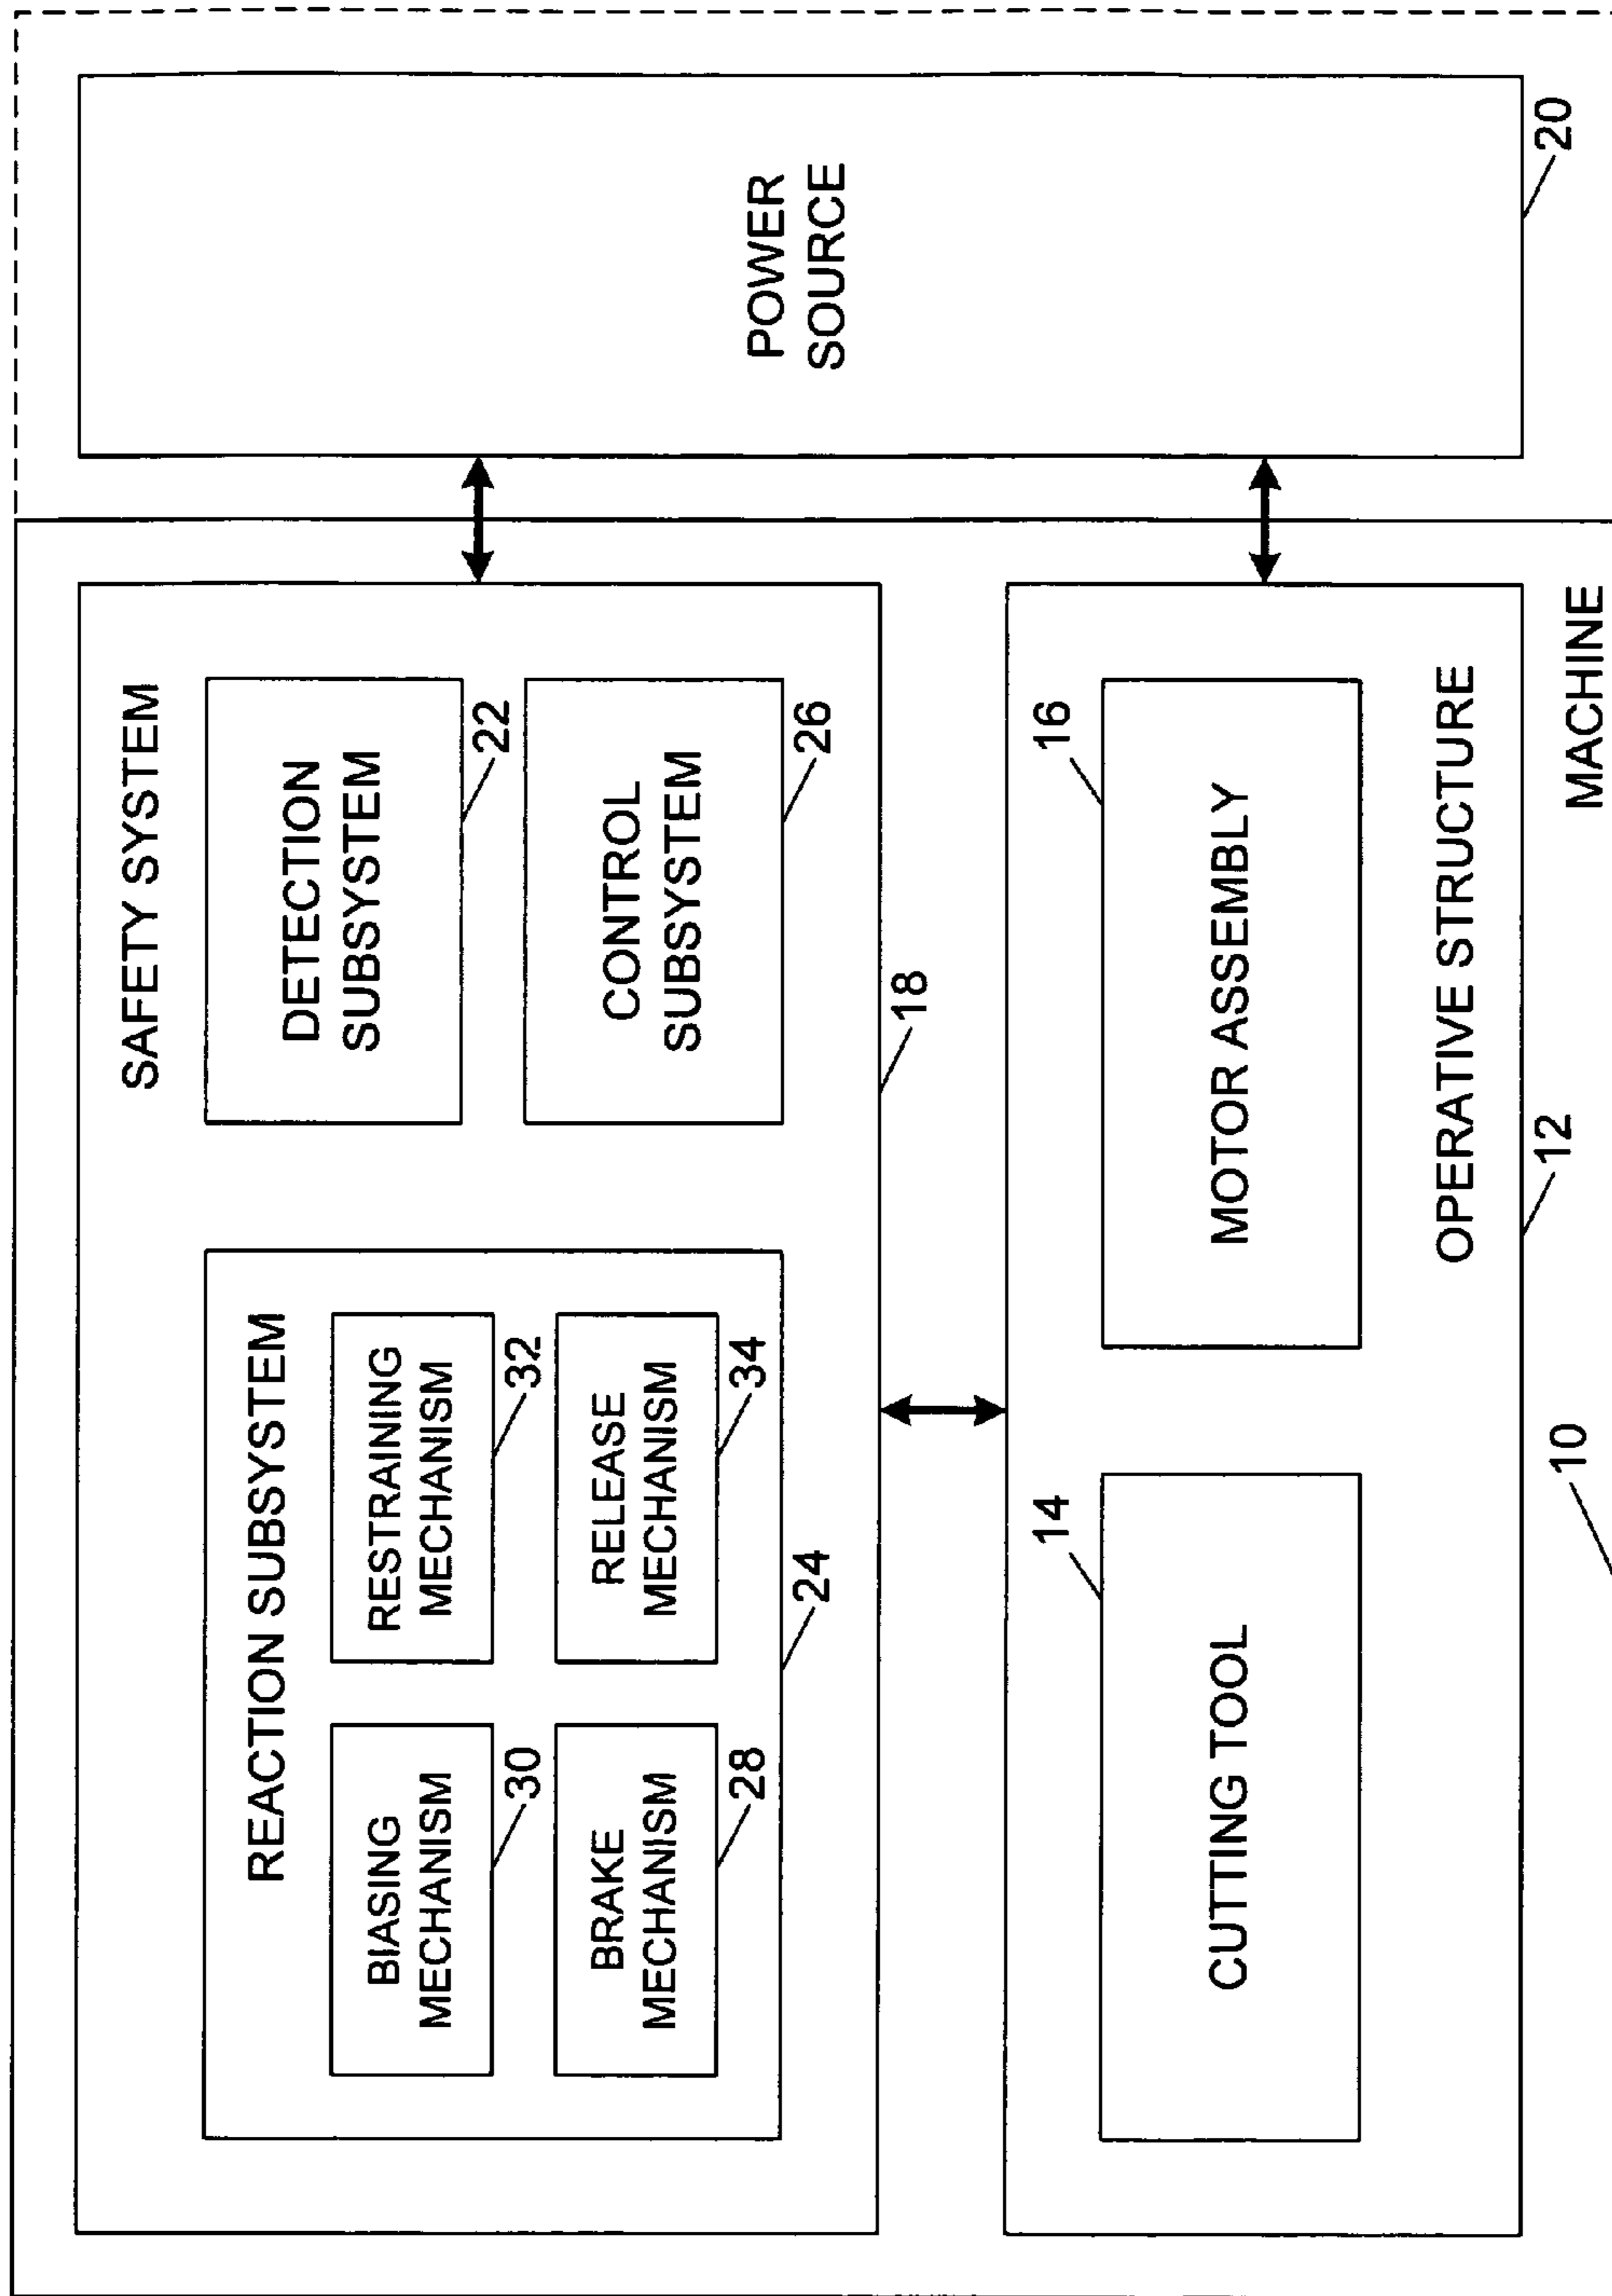 SAFETY SYSTEM
REACTION SUBSYSTEM
BIASING
MECHANISM
30
RESTRAINING
MECHANISM
32
BRAKE
MECHANISM
28
RELEASE
MECHANISM
34
24
DETECTION
SUBSYSTEM
22
CONTROL
SUBSYSTEM
26
18
POWER
SOURCE
20
14
CUTTING TOOL
16
MOTOR ASSEMBLY
OPERATIVE STRUCTURE
12
10
MACHINE